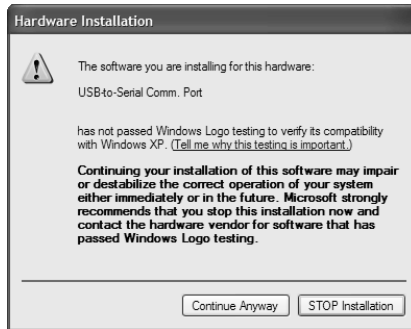 Hardware Installation
The software you are installing for this hardware:
USB-to-Serial Comm. Port
has not passed Windows Logo testing to verify its compatibility
with Windows XP. (Tell me why this testing is important.)
Continuing your installation of this software may impair
or destabilize the correct operation of your system
either immediately or in the future. Microsoft strongly
recommends that you stop this installation now and
contact the hardware vendor for software that has
passed Windows Logo testing.
Continue Anyway STOP Installation